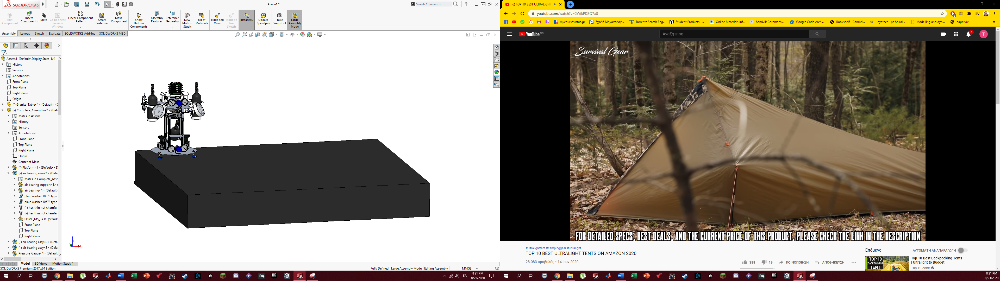 SOLIDWORKS
Assem1 *
Search Commands
Edit Component
Insert Components
Mate
Component Preview Window
Linear Component Pattern
Smart Fasteners
Move Component
Show Hidden Components
Assembly Features
Reference Geometry
New Motion Study
Bill of Materials
Exploded View
Explode Line Sketch
Instant3D
Update Speedpak
Take Snapshot
Large Assembly Mode
Assembly
Layout
Sketch
Evaluate
SOLIDWORKS Add-Ins
SOLIDWORKS MBD
Assem1 (Default<Display State-1>)
History
Sensors
Annotations
Front Plane
Top Plane
Right Plane
Origin
(f) Granite_Table<1> (Default<<D
(-) Complete_Assembly<1> (Def
Mates in Assem1
History
Sensors
Annotations
Front Plane
Top Plane
Right Plane
Origin
Center of Mass
(f) Platform<1> (Default<<D
(-) air bearing assy<1> (Defa
Mates in Complete_Asse
air bearing support<1>
air bearing<1> (Default)
plain washer 10673 type
plain washer 10673 type
(-) hex thin nut chamfer
(-) hex thin nut chamfer
QSML_M5_3<1> (Standa
Front Plane
Top Plane
Right Plane
(-) air bearing assy<2> (Defa
(-) air bearing assy<3> (Defa
Pressure_Gauge<1> (Default
Z
X
Model
3D Views
Motion Study 1
SOLIDWORKS Premium 2017 x64 Edition
Fully Defined
Large Assembly Mode
Editing Assembly
MMGS
ΕΛ
8:21 PM
8/23/2020
(6) TOP 10 BEST ULTRALIGHT
youtube.com/watch?v=2WikPDZQ7a8
mycourses.ntua.gr
Σχολή Μηχανολόγ...
Torrentz Search Eng...
Student Products -...
Online Materials Inf...
Sandvik Coromant...
Google Code Archi...
Bookshelf - Cambri...
Joyetech 1pc Spiral...
Modelling and dyn...
paper.dvi
YouTube GR
Αναζήτηση
6
T
Survival Gear
FOR DETAILED SPECS, BEST DEALS, AND THE CURRENT PRICE OF THIS PRODUCT, PLEASE CHECK THE LINK IN THE DESCRIPTION
#ultralighttent #campinggear #ultralight
TOP 10 BEST ULTRALIGHT TENTS ON AMAZON 2020
28.083 προβολές • 14 Ιουν 2020
388
19
ΚΟΙΝΟΠΟΙΗΣΗ
ΑΠΟΘΗΚΕΥΣΗ
Επόμενο
ΑΥΤΟΜΑΤΗ ΑΝΑΠΑΡΑΓΩΓΗ
TOP 10
BACKPACKING
TENT
Top 10 Best Backpacking Tents
| Ultralight to Budget
Top 10 Zone
8:21 PM
8/23/2020